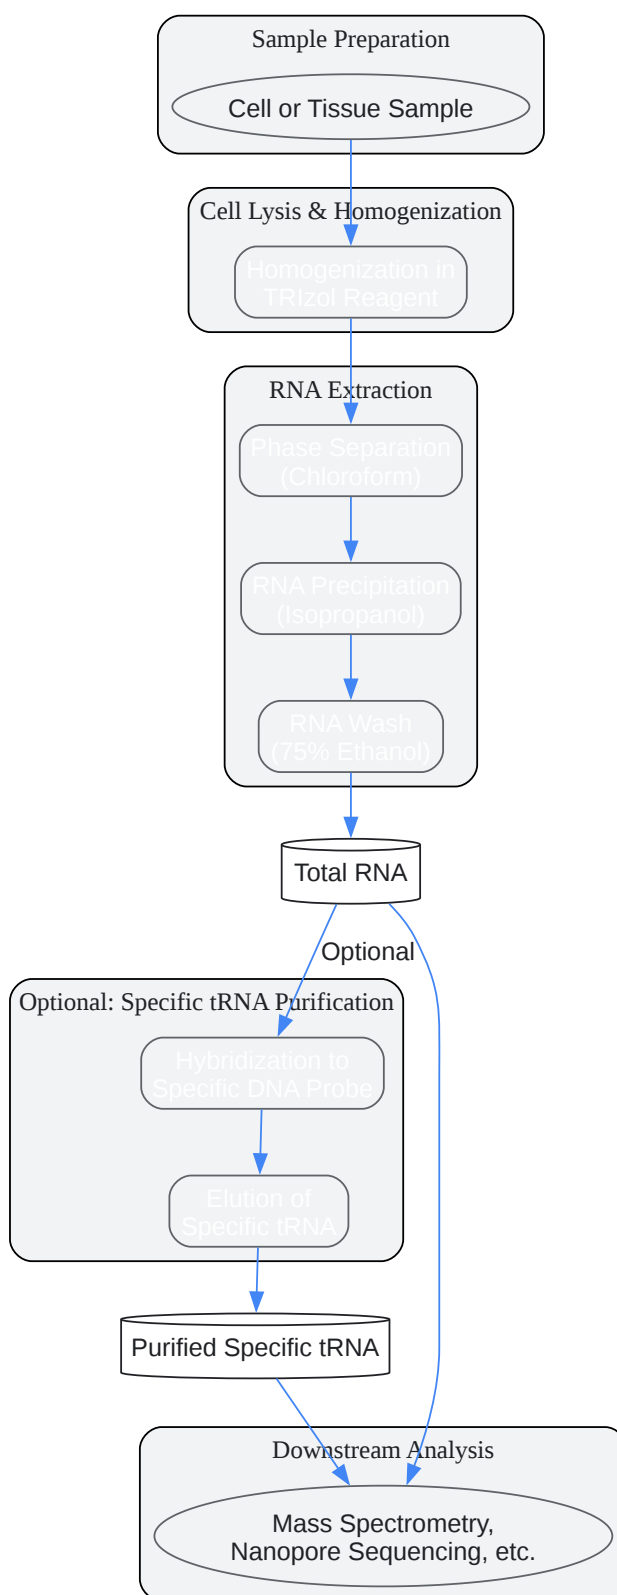 Sample Preparation
Cell or Tissue Sample
Cell Lysis & Homogenization
Homogenization in
TRIzol Reagent
RNA Extraction
Phase Separation
(Chloroform)
RNA Precipitation
(Isopropanol)
RNA Wash
(75% Ethanol)
Total RNA
Optional
Optional: Specific tRNA Purification
Hybridization to
Specific DNA Probe
Elution of
Specific tRNA
Purified Specific tRNA
Downstream Analysis
Mass Spectrometry,
Nanopore Sequencing, etc.